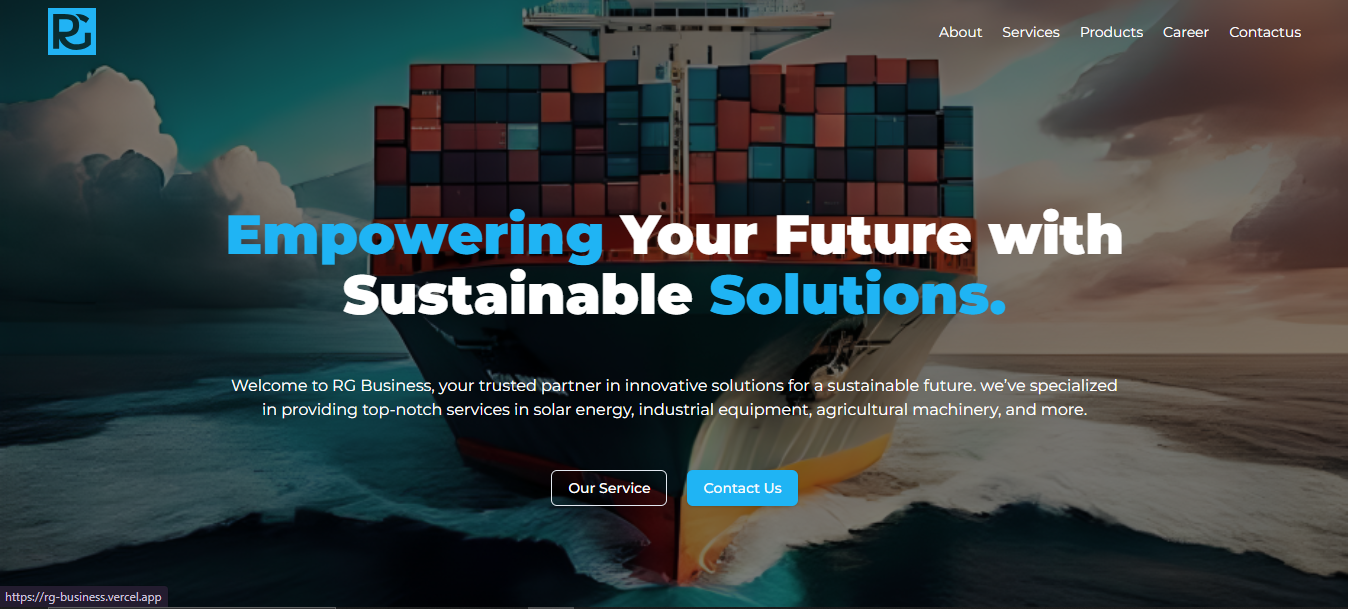 RG
About Services Products Career Contactus
Empowering Your Future with
Sustainable Solutions.
Welcome to RG Business, your trusted partner in innovative solutions for a sustainable future. we’ve specialized
in providing top-notch services in solar energy, industrial equipment, agricultural machinery, and more.
Our Service Contact Us
https://rg-business.vercel.app